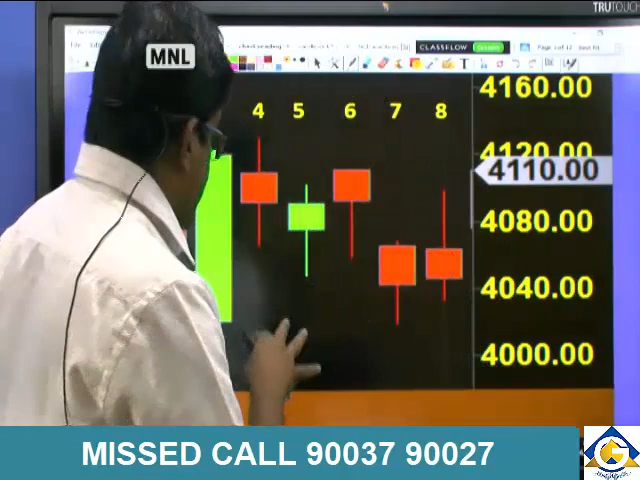 TRUTOUCH
MNL
CLASSFLOW
4 5 6 7 8
4160.00
4120.00
4110.00
4080.00
4040.00
4000.00
MISSED CALL 90037 90027